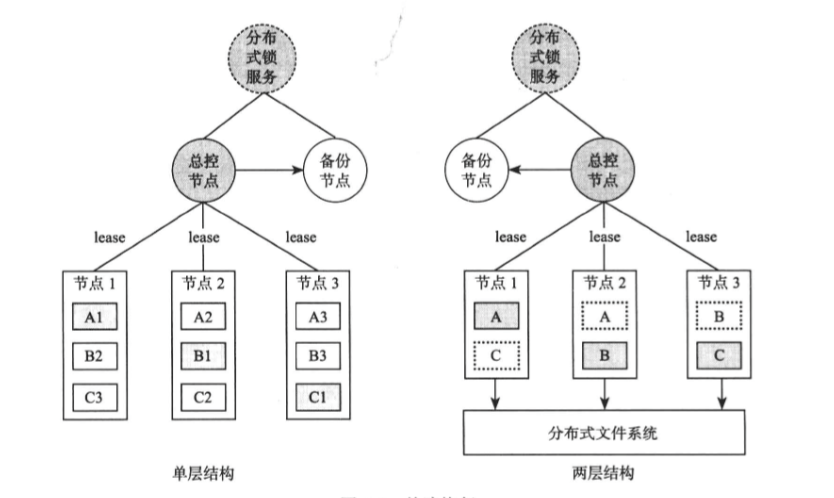 分布
式锁
服务
总控
节点
备份
节点
lease
lease
lease
节点 1
A1
B2
C3
节点 2
A2
B1
C2
节点 3
A3
B3
C1
单层结构
分布
式锁
服务
备份
节点
总控
节点
lease
lease
lease
节点 1
A
C
节点 2
A
B
节点 3
B
C
分布式文件系统
两层结构